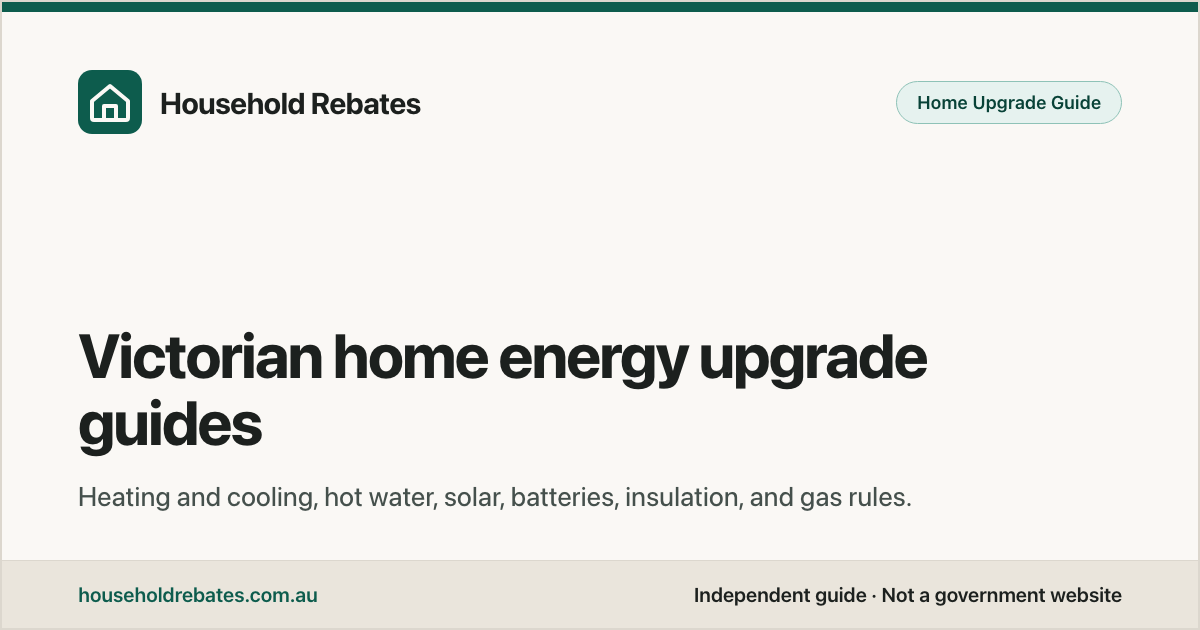 Household Rebates
Home Upgrade Guide
Victorian home energy upgrade
guides
Heating and cooling, hot water, solar, batteries, insulation, and gas rules.
householdrebates.com.au
Independent guide · Not a government website